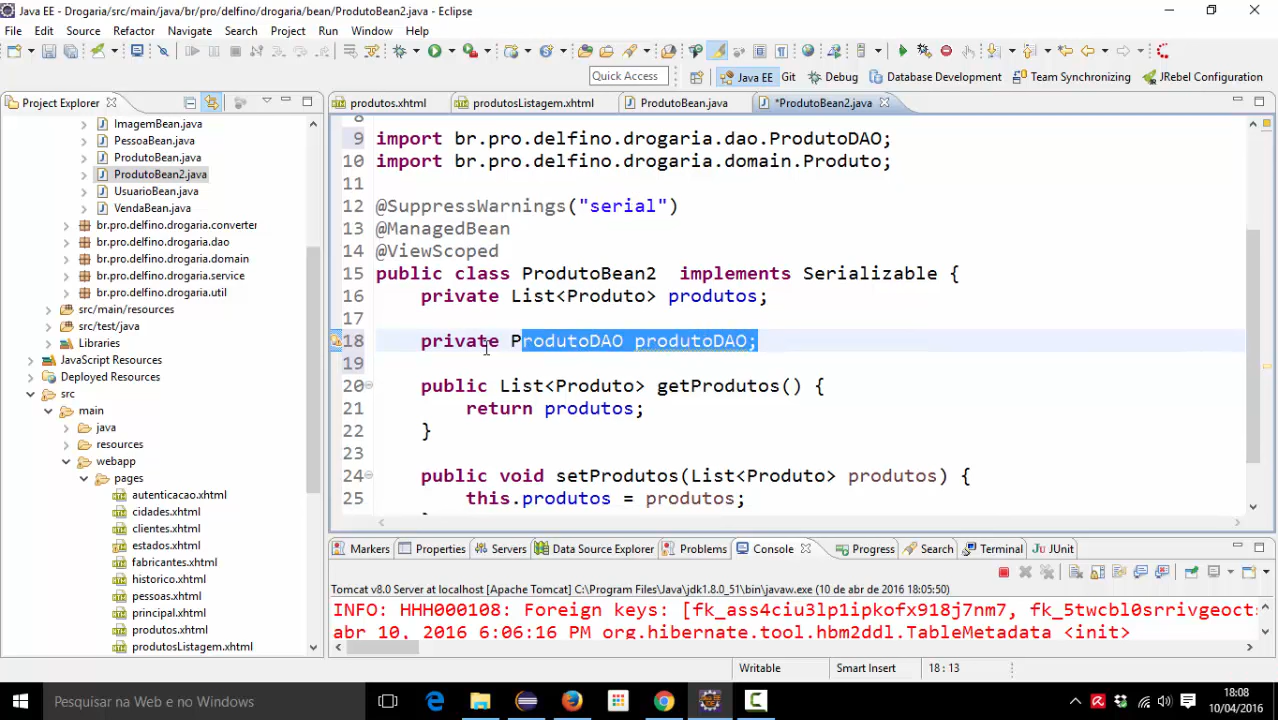 Java EE - Drogaria/src/main/java/br/pro/delfino/drogaria/bean/ProdutoBean2.java - Eclipse
File Edit Source Refactor Navigate Search Project Run Window Help
Quick Access
Java EE Git Debug Database Development Team Synchronizing JRebel Configuration
Project Explorer
ImagemBean.java
PessoaBean.java
ProdutoBean.java
ProdutoBean2.java
UsuarioBean.java
VendaBean.java
br.pro.delfino.drogaria.converter
br.pro.delfino.drogaria.dao
br.pro.delfino.drogaria.domain
br.pro.delfino.drogaria.service
br.pro.delfino.drogaria.util
src/main/resources
src/test/java
Libraries
JavaScript Resources
Deployed Resources
src
main
java
resources
webapp
pages
autenticacao.xhtml
cidades.xhtml
clientes.xhtml
estados.xhtml
fabricantes.xhtml
historico.xhtml
pessoas.xhtml
principal.xhtml
produtos.xhtml
produtosListagem.xhtml
produtos.xhtml produtosListagem.xhtml ProdutoBean.java *ProdutoBean2.java
8
9 import br.pro.delfino.drogaria.dao.ProdutoDAO;
10 import br.pro.delfino.drogaria.domain.Produto;
11
12 @SuppressWarnings("serial")
13 @ManagedBean
14 @ViewScoped
15 public class ProdutoBean2  implements Serializable {
16 private List<Produto> produtos;
17
18 private ProdutoDAO produtoDAO;
19
20 public List<Produto> getProdutos() {
21 return produtos;
22 }
23
24 public void setProdutos(List<Produto> produtos) {
25 this.produtos = produtos;
Markers Properties Servers Data Source Explorer Problems Console Progress Search Terminal JUnit
Tomcat v8.0 Server at localhost [Apache Tomcat] C:\Program Files\Java\jdk1.8.0_51\bin\javaw.exe (10 de abr de 2016 18:05:50)
INFO: HHH000108: Foreign keys: [fk_ass4ciu3lp1ipkofx918j7nm7, fk_5twcbl0srrivgeocts
abr 10, 2016 6:06:16 PM org.hibernate.tool.hbm2ddl.TableMetadata <init>
Writable Smart Insert 18 : 13
Pesquisar na Web e no Windows
18:08
10/04/2016